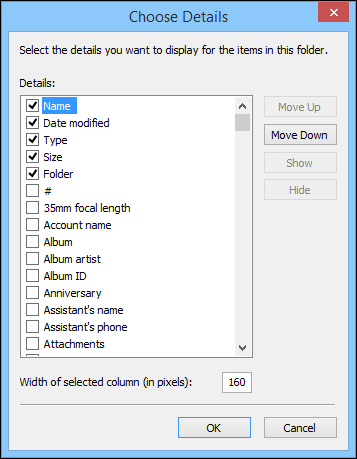 Choose Details
Select the details you want to display for the items in this folder.
Details:
Name
Date modified
Type
Size
Folder
#
35mm focal length
Account name
Album
Album artist
Album ID
Anniversary
Assistant's name
Assistant's phone
Attachments
Move Up
Move Down
Show
Hide
Width of selected column (in pixels): 160
OK Cancel